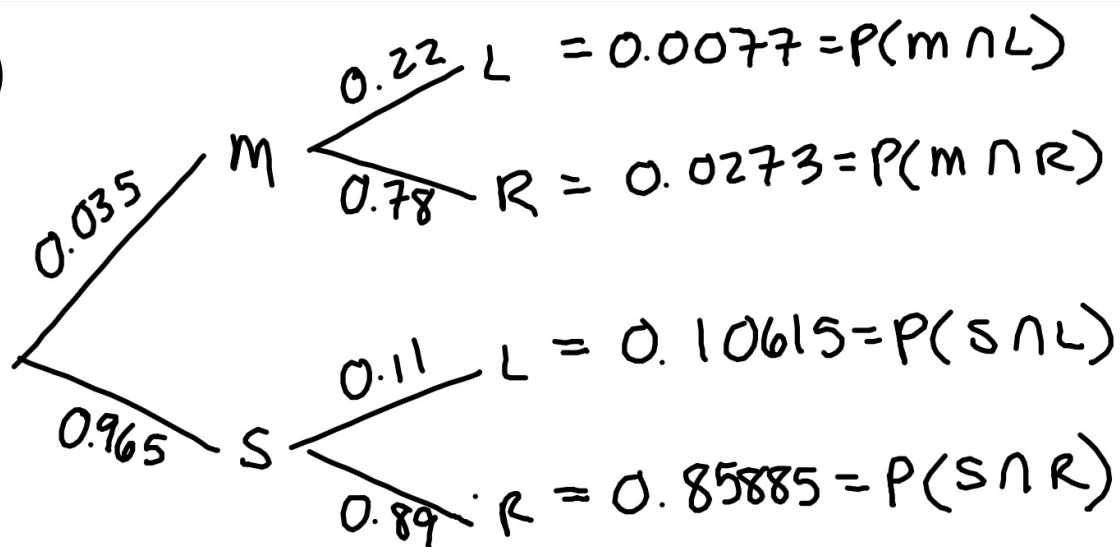 0.22 L = 0.0077 = P(m ∩ L)
m
0.78 R = 0.0273 = P(m ∩ R)
0.035
0.11 L = 0.10615 = P(S ∩ L)
0.965 S
0.89 R = 0.85885 = P(S ∩ R)